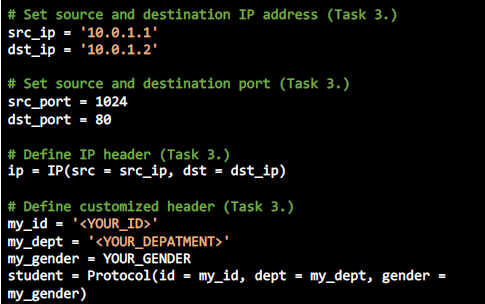 # Set source and destination IP address (Task 3.)
src_ip = '10.0.1.1'
dst_ip = '10.0.1.2'
# Set source and destination port (Task 3.)
src_port = 1024
dst_port = 80
# Define IP header (Task 3.)
ip = IP(src = src_ip, dst = dst_ip)
# Define customized header (Task 3.)
my_id = '<YOUR_ID>'
my_dept = '<YOUR_DEPATMENT>'
my_gender = YOUR_GENDER
student = Protocol(id = my_id, dept = my_dept, gender =
my_gender)